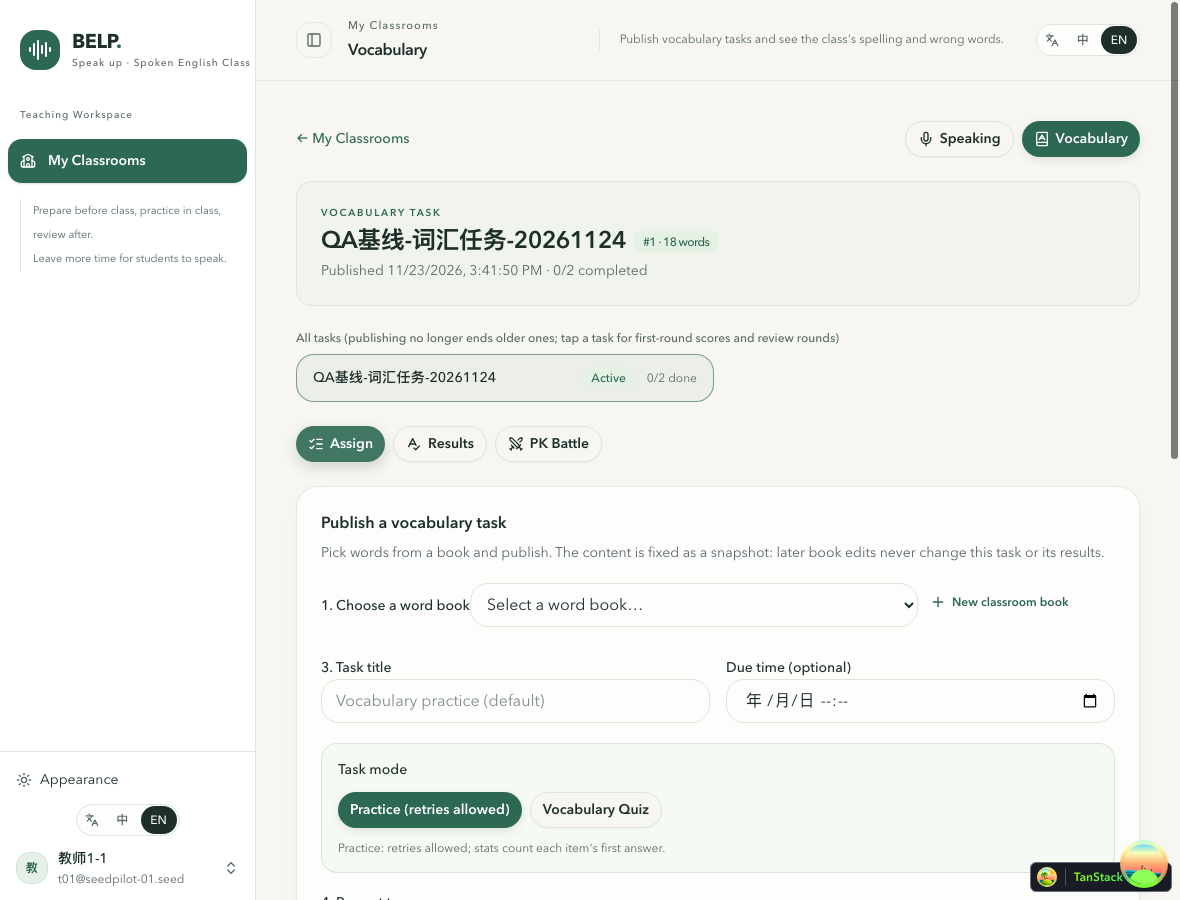 BELP.
Speak up · Spoken English Class
Teaching Workspace
My Classrooms
Prepare before class, practice in class,
review after.
Leave more time for students to speak.
Appearance
中
EN
教
教师1-1
t01@seedpilot-01.seed
My Classrooms
Vocabulary
Publish vocabulary tasks and see the class's spelling and wrong words.
中
EN
← My Classrooms
Speaking
Vocabulary
VOCABULARY TASK
QA基线-词汇任务-20261124
#1 · 18 words
Published 11/23/2026, 3:41:50 PM · 0/2 completed
All tasks (publishing no longer ends older ones; tap a task for first-round scores and review rounds)
QA基线-词汇任务-20261124
Active
0/2 done
Assign
Results
PK Battle
Publish a vocabulary task
Pick words from a book and publish. The content is fixed as a snapshot: later book edits never change this task or its results.
1. Choose a word book
Select a word book…
+ New classroom book
3. Task title
Due time (optional)
Vocabulary practice (default)
年 /月/日 --:--
Task mode
Practice (retries allowed)
Vocabulary Quiz
Practice: retries allowed; stats count each item's first answer.
TanStack